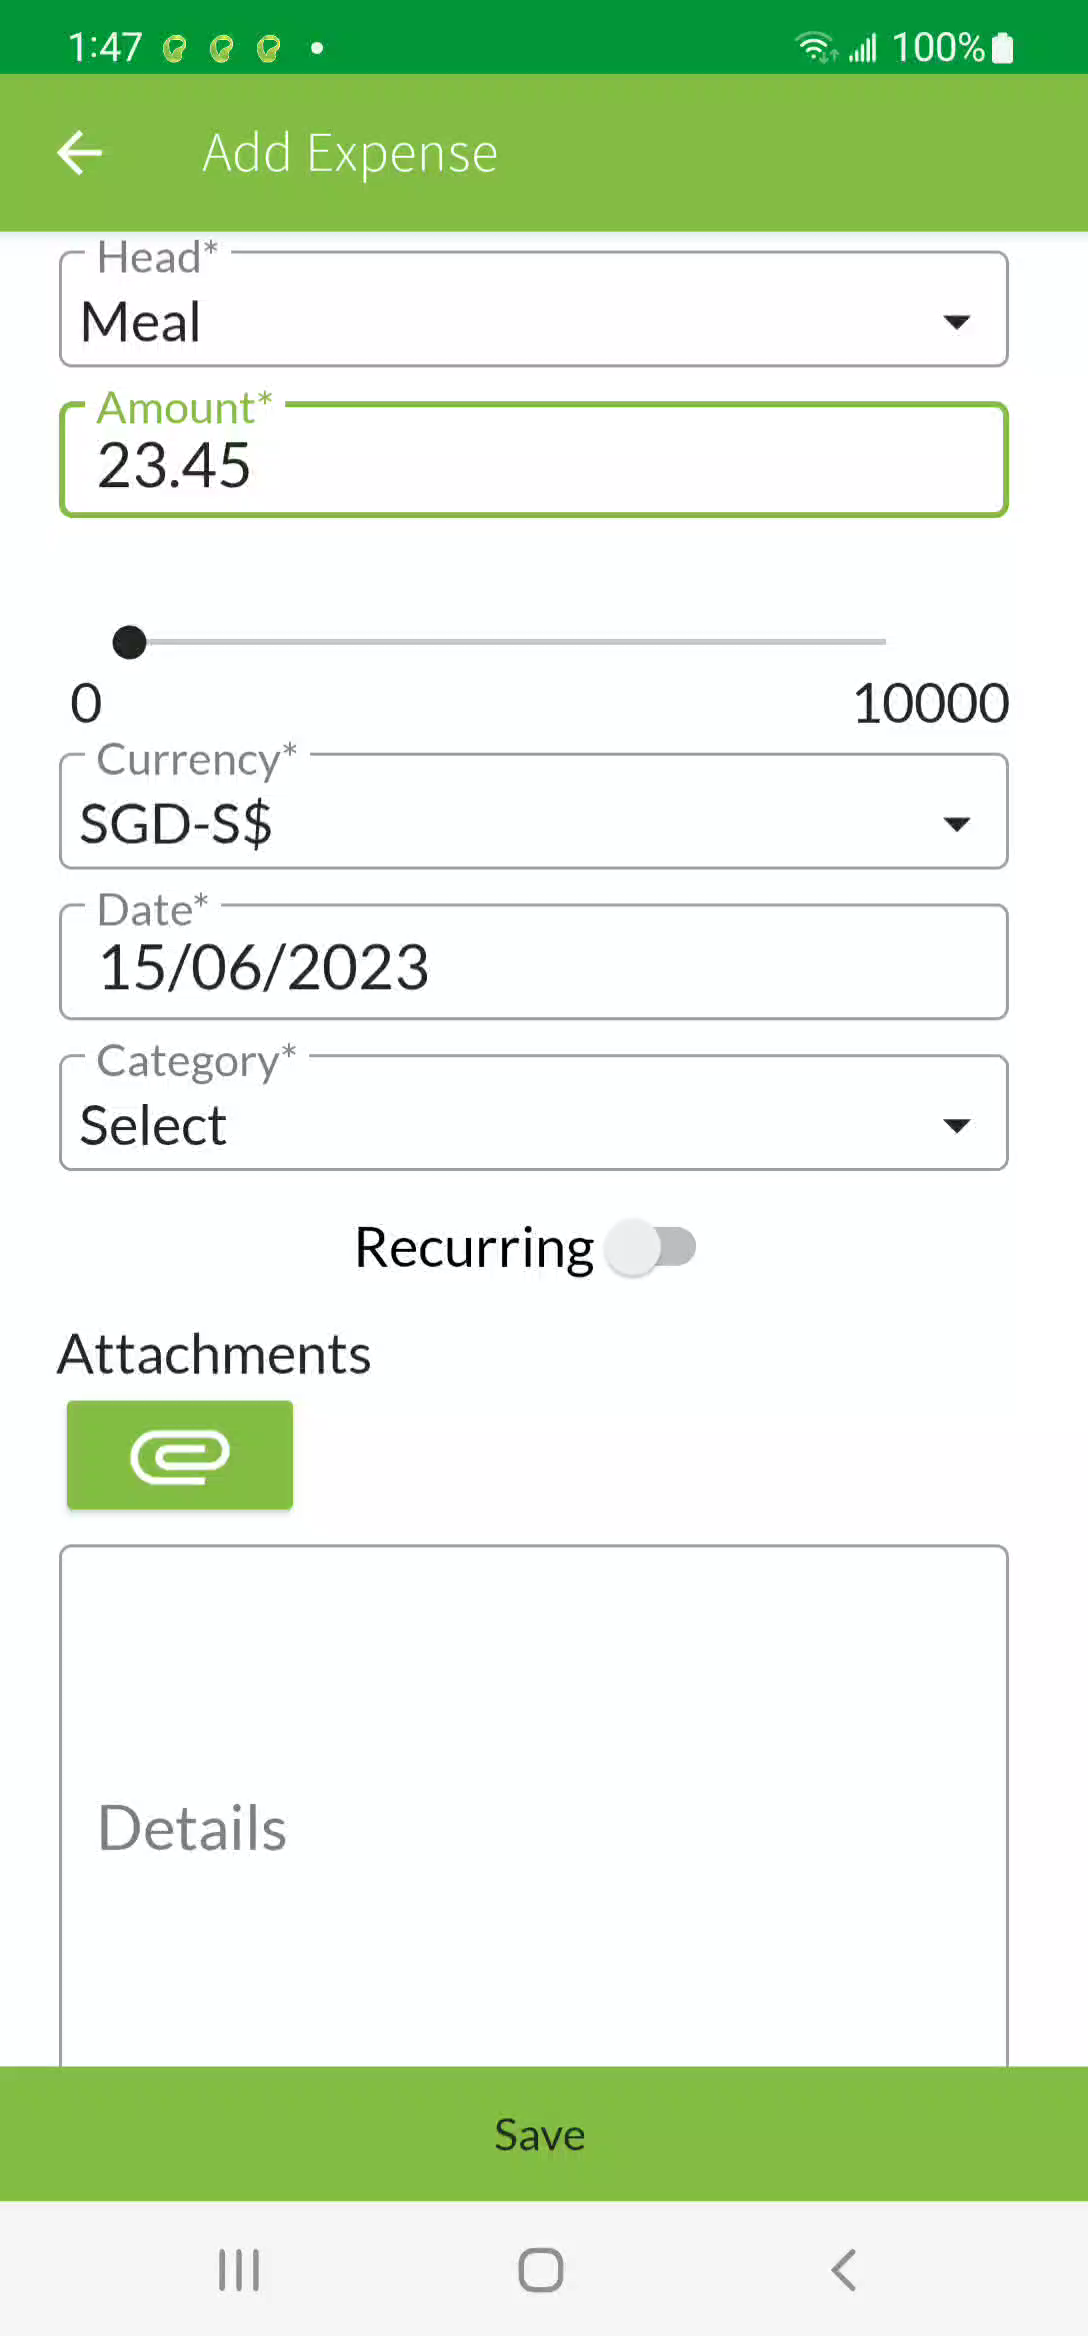 1:47 100%
Add Expense
Head*
Meal
Amount*
23.45
0 10000
Currency*
SGD-S$
Date*
15/06/2023
Category*
Select
Recurring
Attachments
Details
Save